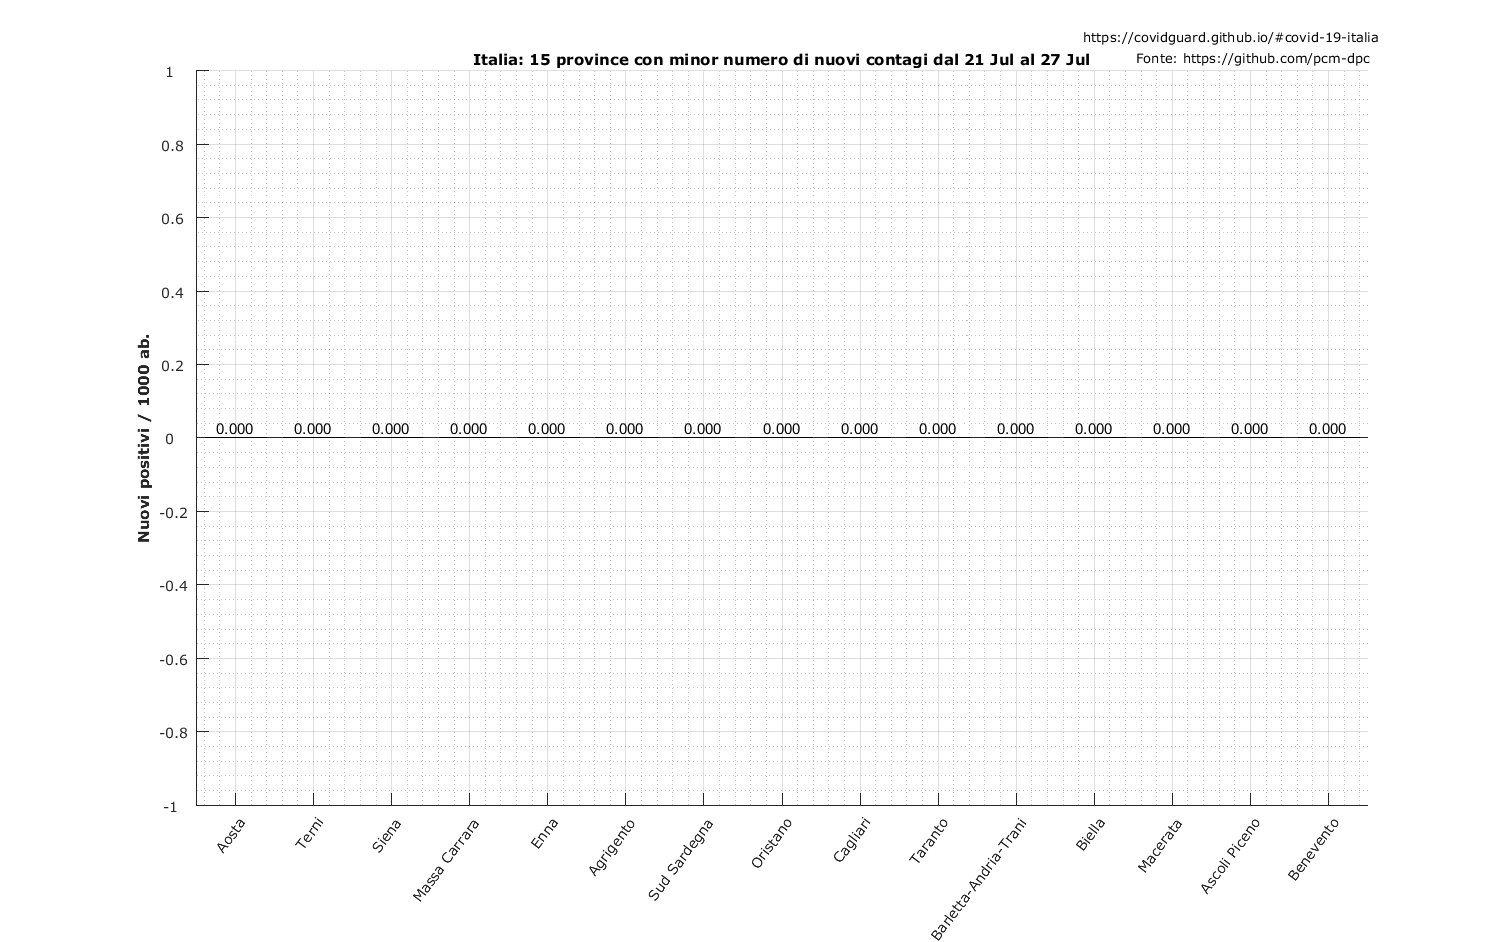 https://covidguard.github.io/#covid-19-italia
Italia: 15 province con minor numero di nuovi contagi dal 21 Jul al 27 Jul
Fonte: https://github.com/pcm-dpc
Nuovi positivi / 1000 ab.
1
0.8
0.6
0.4
0.2
0
-0.2
-0.4
-0.6
-0.8
-1
0.000 0.000 0.000 0.000 0.000 0.000 0.000 0.000 0.000 0.000 0.000 0.000 0.000 0.000 0.000
Aosta
Terni
Siena
Massa Carrara
Enna
Agrigento
Sud Sardegna
Oristano
Cagliari
Taranto
Barletta-Andria-Trani
Biella
Macerata
Ascoli Piceno
Benevento